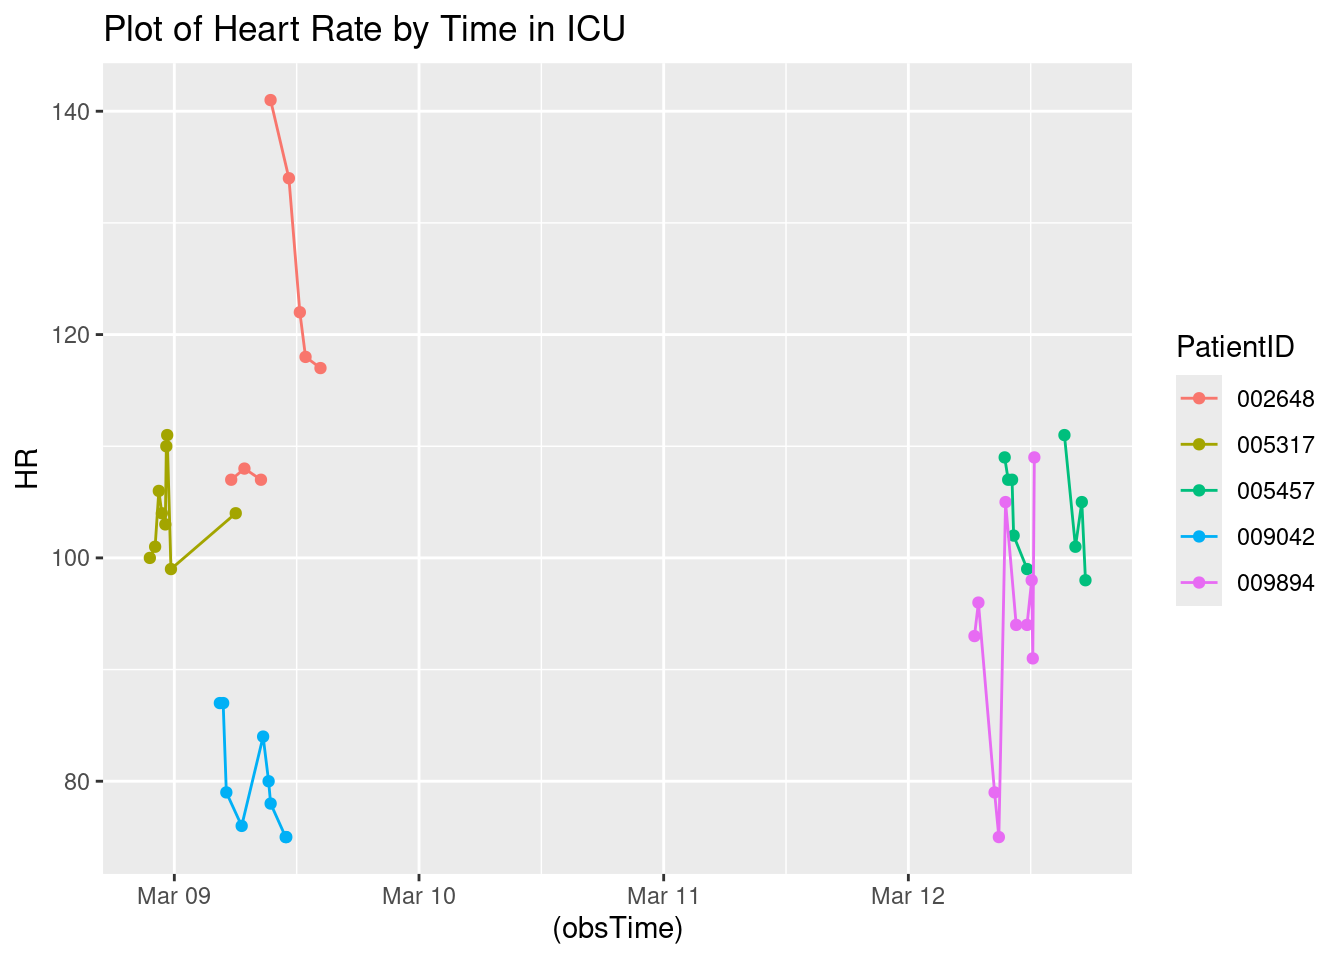 Plot of Heart Rate by Time in ICU
140
120
100
80
HR
Mar 09 Mar 10 Mar 11 Mar 12
(obsTime)
PatientID
002648
005317
005457
009042
009894